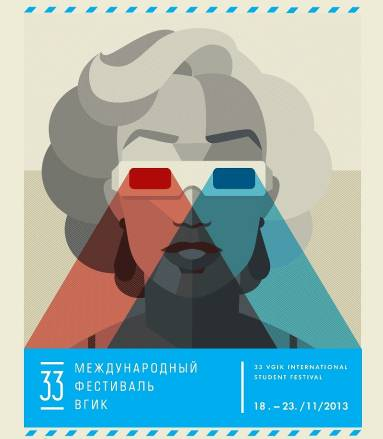 33
МЕЖДУНАРОДНЫЙ
ФЕСТИВАЛЬ
ВГИК
33 VGIK INTERNATIONAL
STUDENT FESTIVAL
18. – 23. /11/2013